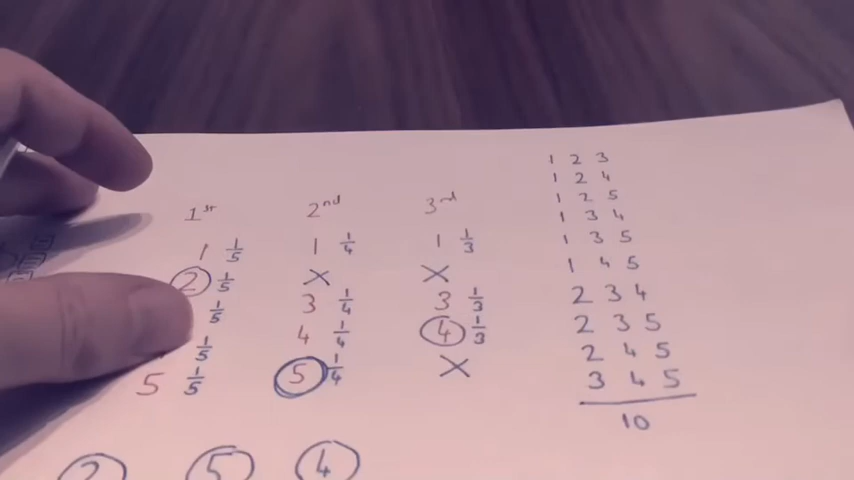 1st 2nd 3rd
1 1/5 1 1/4 1 1/3
2 1/5 X X
1/5 3 1/4 3 1/3
1/5 4 1/4 4 1/3
5 1/5 5 1/4 X
2 5 4
1 2 3
1 2 4
1 2 5
1 3 4
1 3 5
1 4 5
2 3 4
2 3 5
2 4 5
3 4 5
10